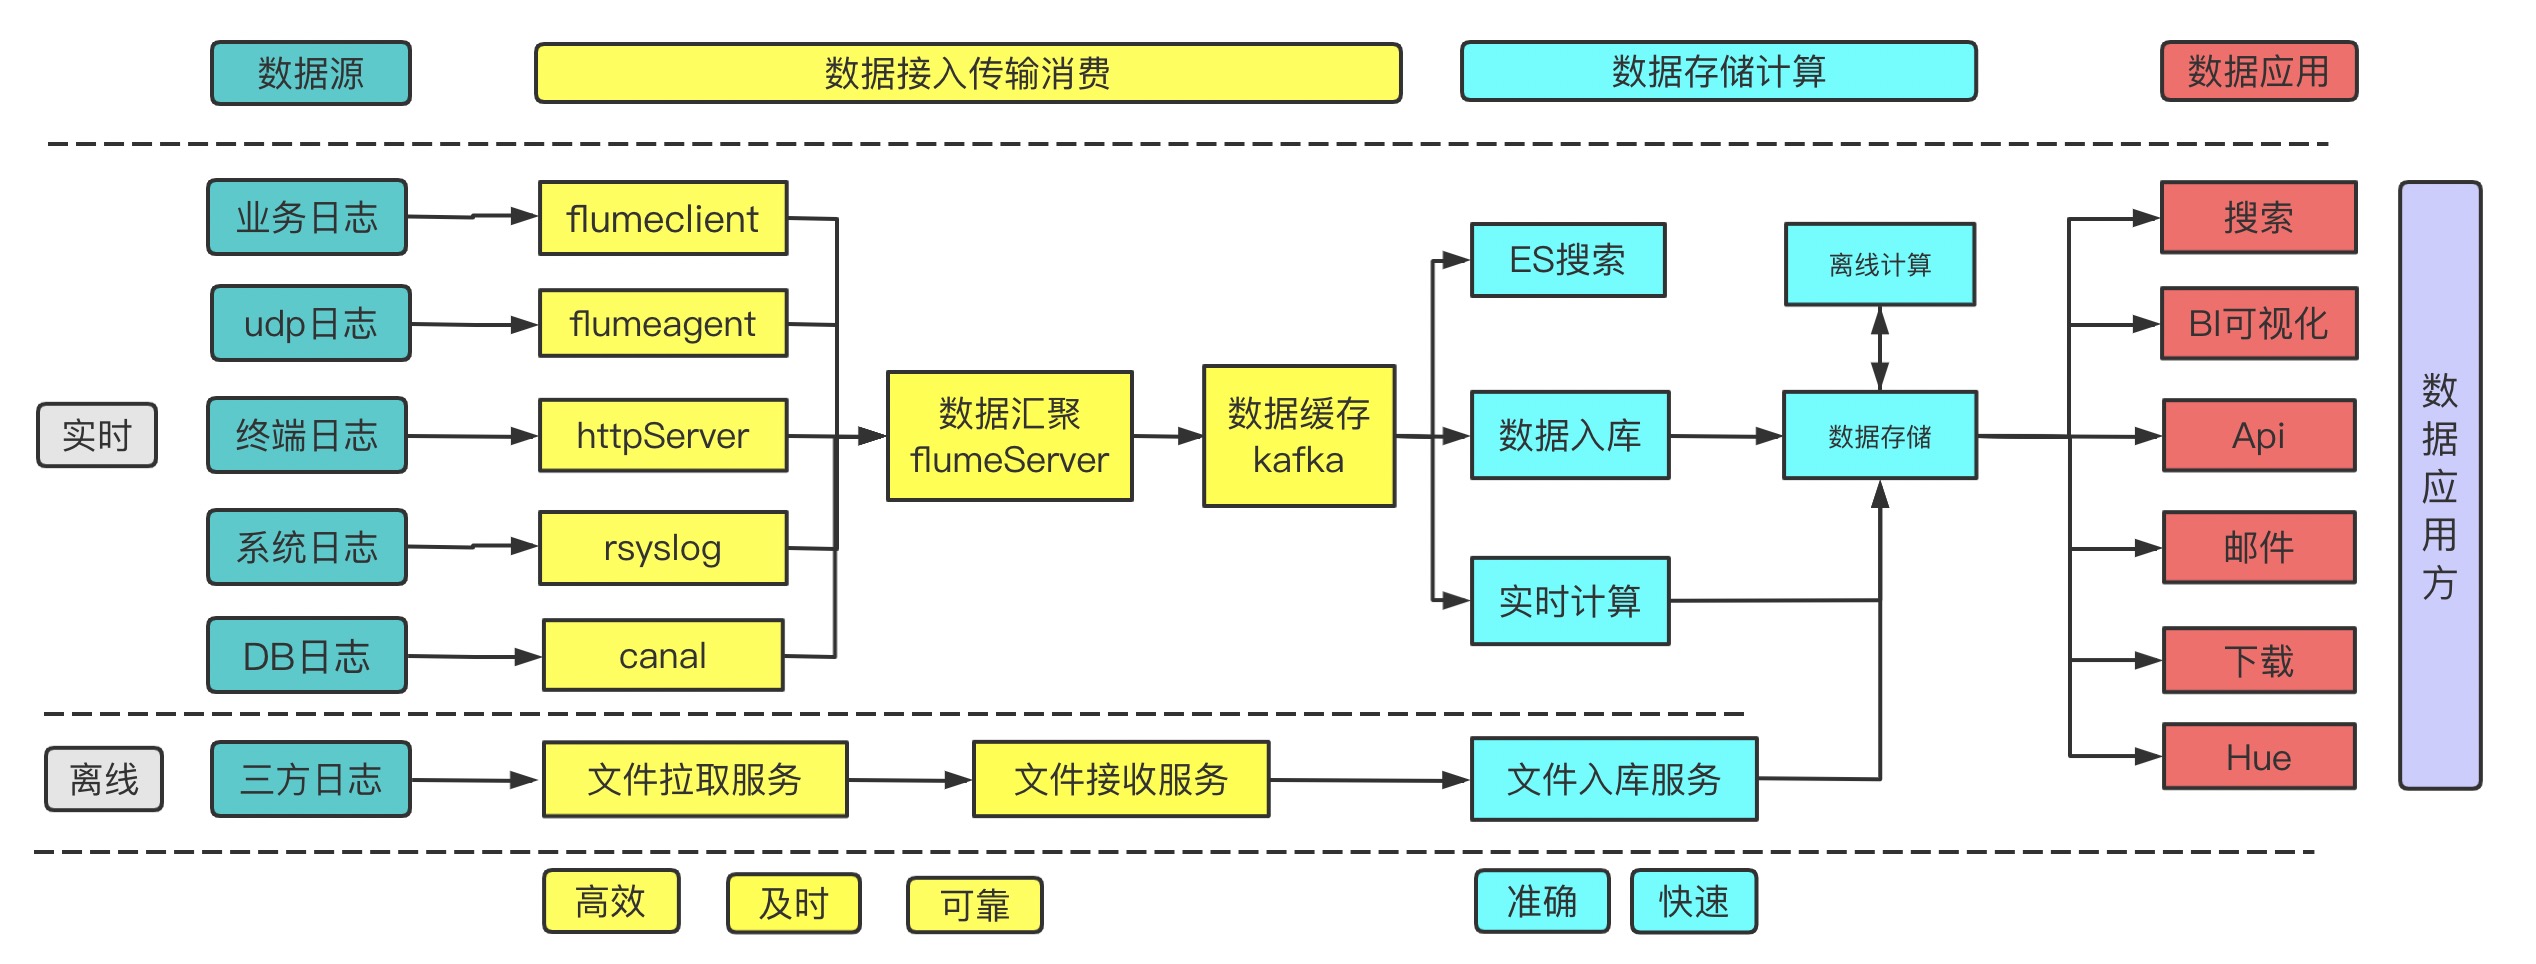 数据源
数据接入传输消费
数据存储计算
数据应用
业务日志
flumeclient
搜索
ES搜索
离线计算
udp日志
flumeagent
BI可视化
实时
终端日志
httpServer
数据汇聚
flumeServer
数据缓存
kafka
数据入库
数据存储
Api
数据应用方
系统日志
rsyslog
实时计算
邮件
DB日志
canal
下载
离线
三方日志
文件拉取服务
文件接收服务
文件入库服务
Hue
高效
及时
可靠
准确
快速